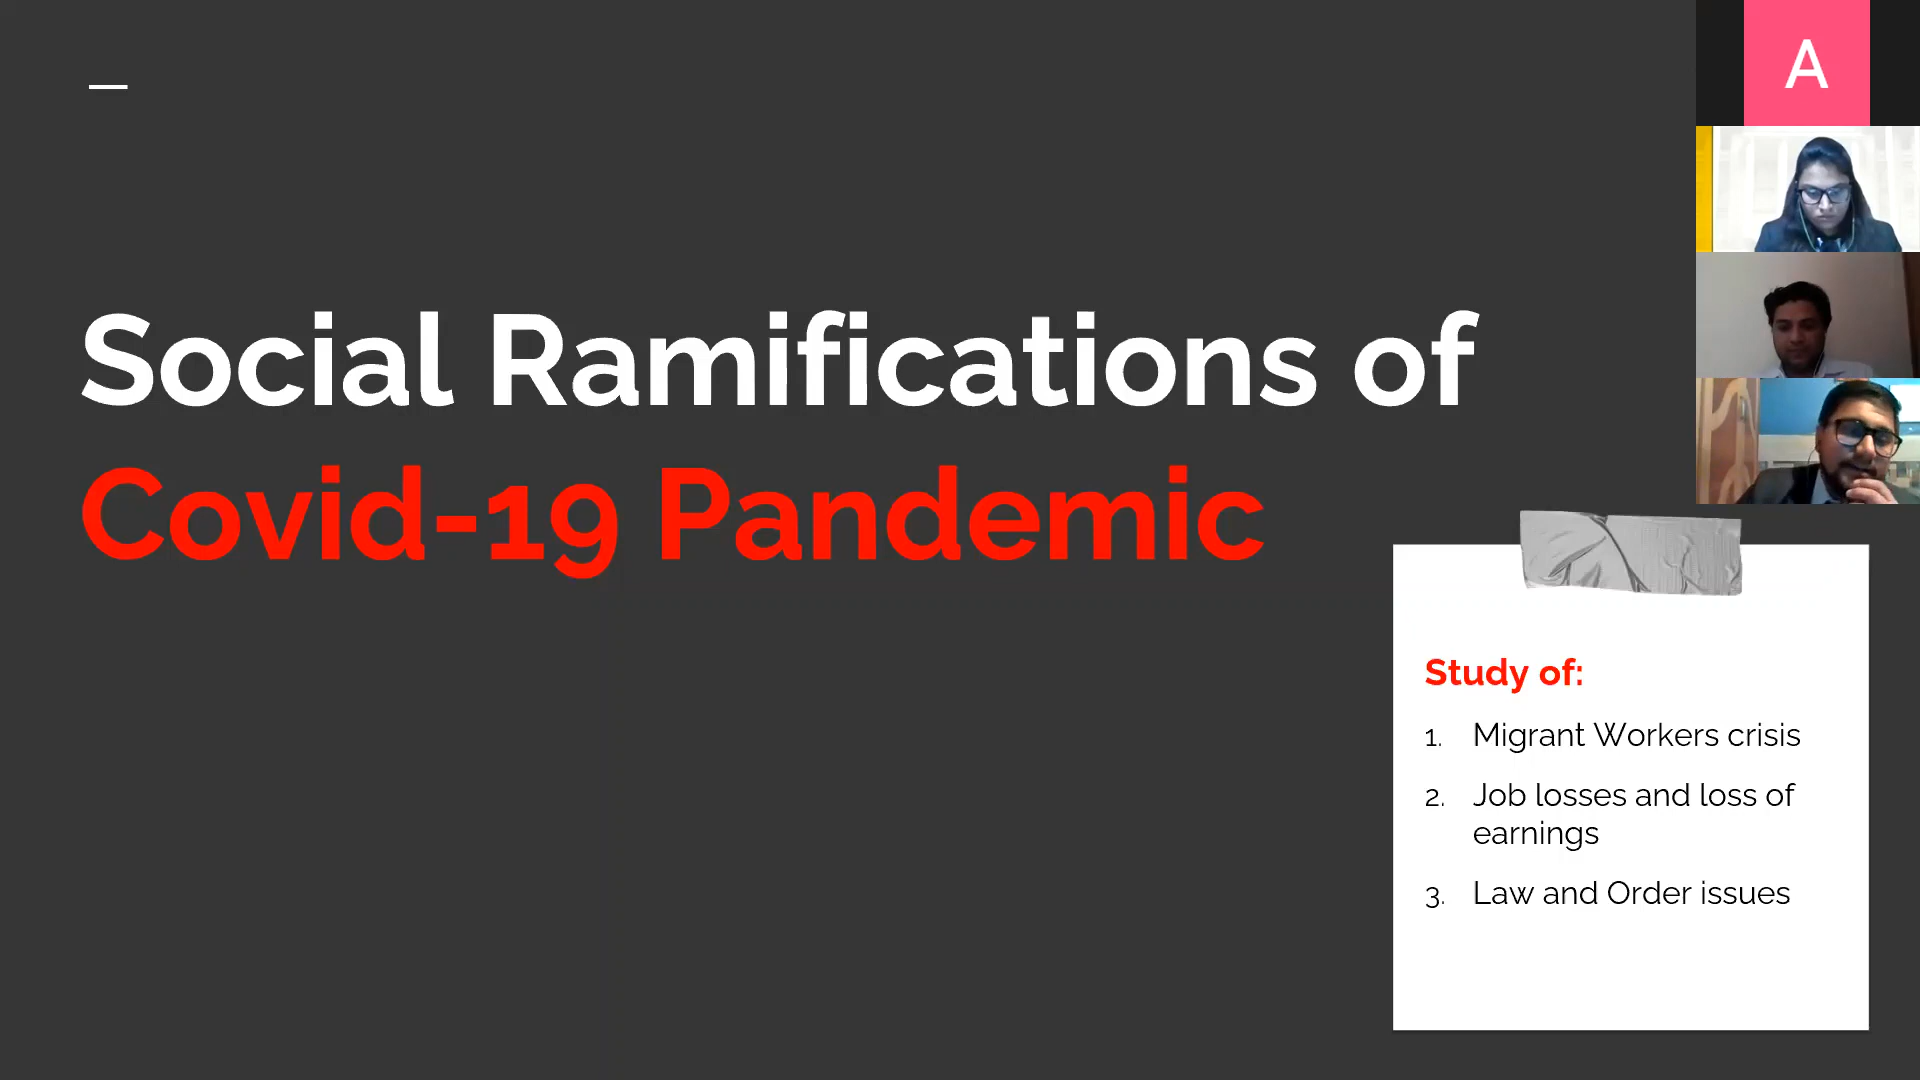 Social Ramifications of
Covid-19 Pandemic
A
Study of:
1. Migrant Workers crisis
2. Job losses and loss of
earnings
3. Law and Order issues